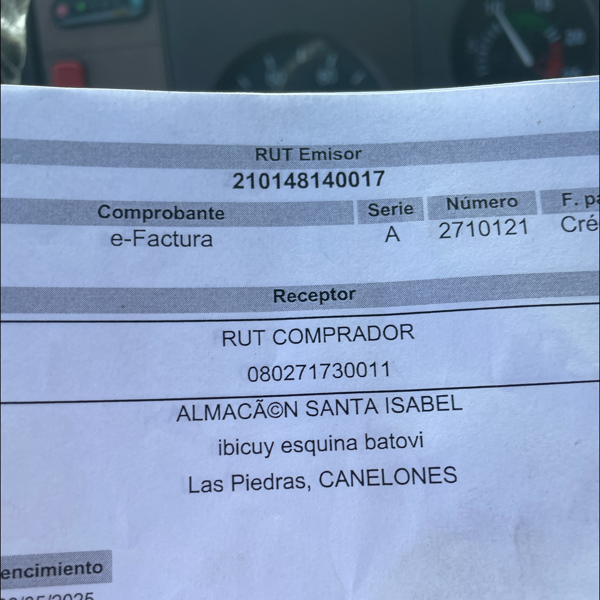 RUT Emisor
210148140017
Comprobante Serie Número F.
e-Factura A 2710121
Receptor
RUT COMPRADOR
080271730011
ALMACÃ©N SANTA ISABEL
ibicuy esquina batovi
Las Piedras, CANELONES
encimiento